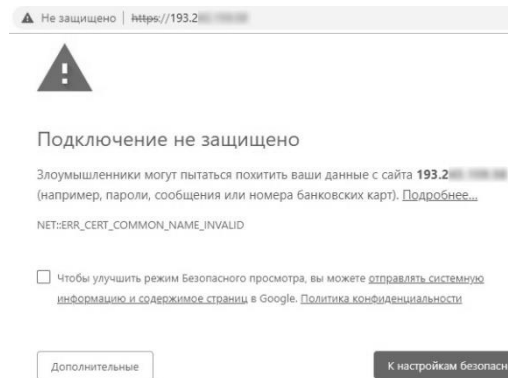 Не защищено | https://193.2
Подключение не защищено
Злоумышленники могут пытаться похитить ваши данные с сайта 193.2
(например, пароли, сообщения или номера банковских карт). Подробнее...
NET::ERR_CERT_COMMON_NAME_INVALID
Чтобы улучшить режим Безопасного просмотра, вы можете отправлять системную
информацию и содержимое страниц в Google. Политика конфиденциальности
Дополнительные
К настройкам безопасн